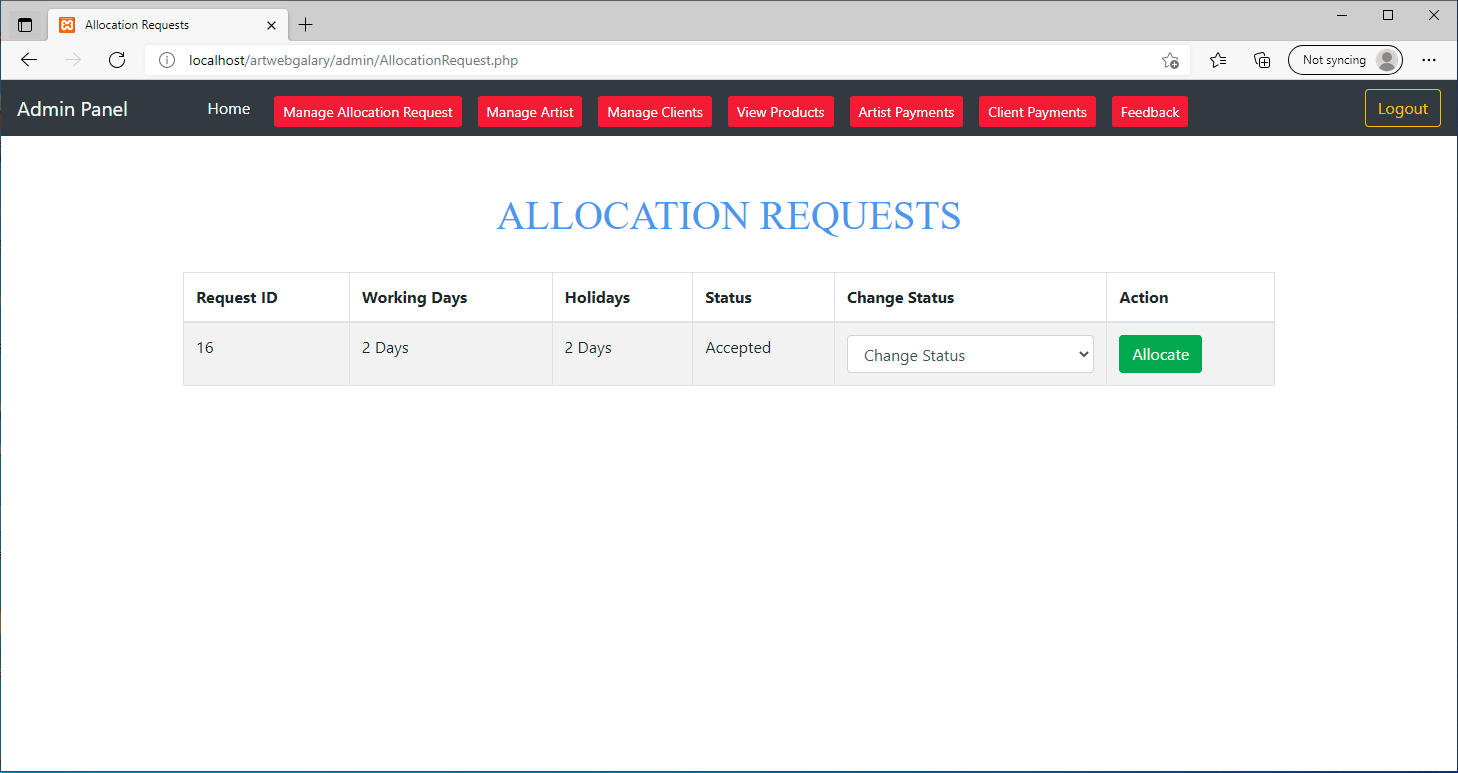 Allocation Requests
localhost/artwebgalary/admin/AllocationRequest.php
Not syncing
Admin Panel Home Manage Allocation Request Manage Artist Manage Clients View Products Artist Payments Client Payments Feedback Logout
ALLOCATION REQUESTS
Request ID Working Days Holidays Status Change Status Action
16 2 Days 2 Days Accepted Change Status Allocate